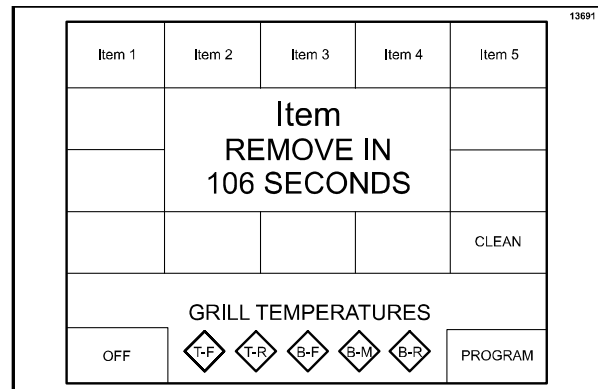 13691
Item 1 Item 2 Item 3 Item 4 Item 5
Item
REMOVE IN
106 SECONDS
CLEAN
GRILL TEMPERATURES
OFF T-F T-R B-F B-M B-R PROGRAM